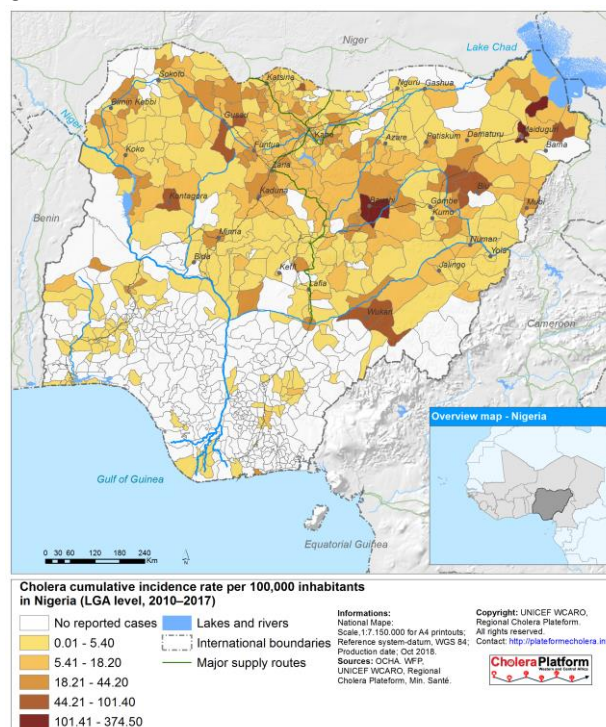 Niger
Lake Chad
Katsina
Sokoto
Nguru
Gashua
Birnin Kebbi
Niger
Gusau
Kano
Maiduguri
Koko
Funtua
Azare
Potiskum
Damaturu
Bama
Zaria
Kontagora
Kaduna
Bauchi
Gombe
Biu
Kumo
Mubi
Benin
Minna
Numan
Bida
Keffi
Yola
Jalingo
Lafia
Wukari
Cameroon
Overview map - Nigeria
Gulf of Guinea
Equatorial Guinea
0 30 60 120 180 240
Km
N
Cholera cumulative incidence rate per 100,000 inhabitants
in Nigeria (LGA level, 2010–2017)
No reported cases
0.01 - 5.40
5.41 - 18.20
18.21 - 44.20
44.21 - 101.40
101.41 - 374.50
Lakes and rivers
International boundaries
Major supply routes
Informations:
National Mape:
Scale,1:7.150.000 for A4 printouts;
Reference system-datum, WGS 84;
Production date; Oct 2018.
Sources: OCHA. WFP,
UNICEF WCARO, Regional
Cholera Plateform, Min. Santé.
Copyright: UNICEF WCARO,
Regional Cholera Plateform.
All rights reserved.
Contact: http://plateformecholera.in
CholeraPlatform
Western and Central Africa